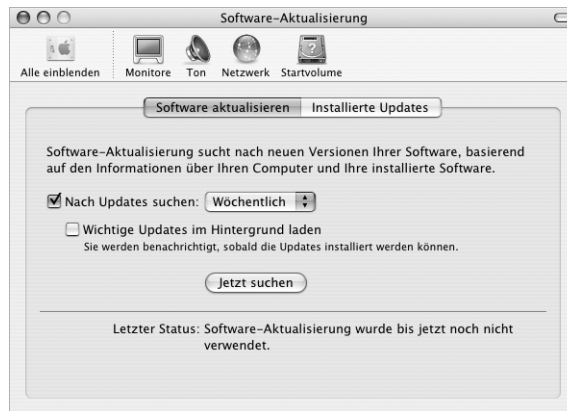 Software-Aktualisierung
Alle einblenden Monitore Ton Netzwerk Startvolume
Software aktualisieren Installierte Updates
Software-Aktualisierung sucht nach neuen Versionen Ihrer Software, basierend
auf den Informationen über Ihren Computer und Ihre installierte Software.
Nach Updates suchen: Wöchentlich
Wichtige Updates im Hintergrund laden
Sie werden benachrichtigt, sobald die Updates installiert werden können.
Jetzt suchen
Letzter Status: Software-Aktualisierung wurde bis jetzt noch nicht
verwendet.